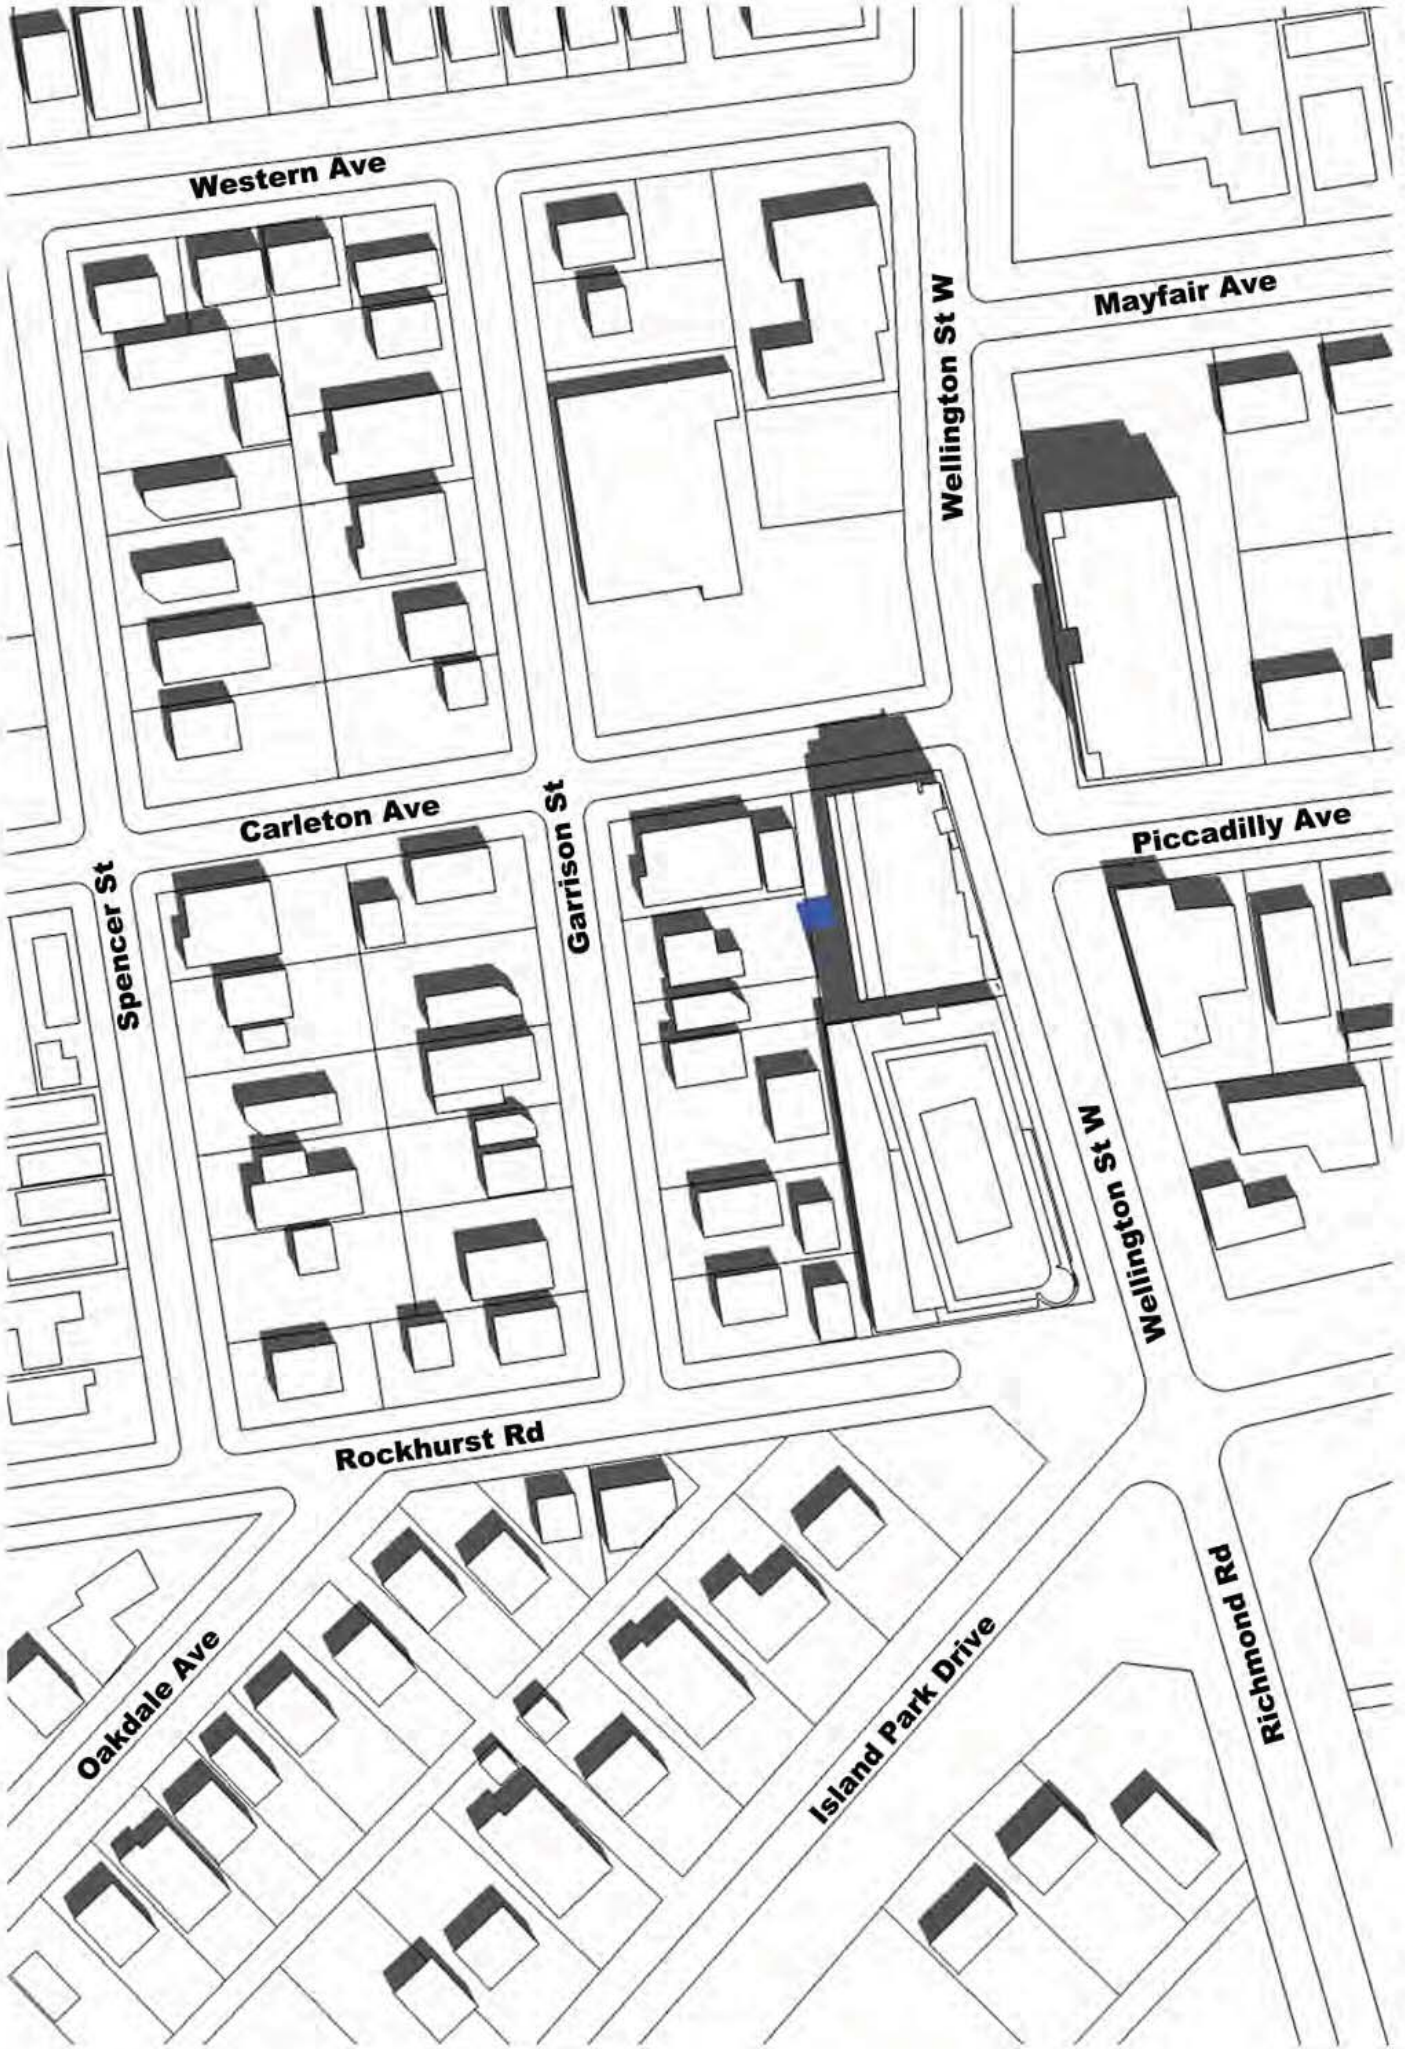 Western Ave
Mayfair Ave
Wellington St W
Carleton Ave
Garrison St
Piccadilly Ave
Spencer St
Wellington St W
Rockhurst Rd
Oakdale Ave
Island Park Drive
Richmond Rd